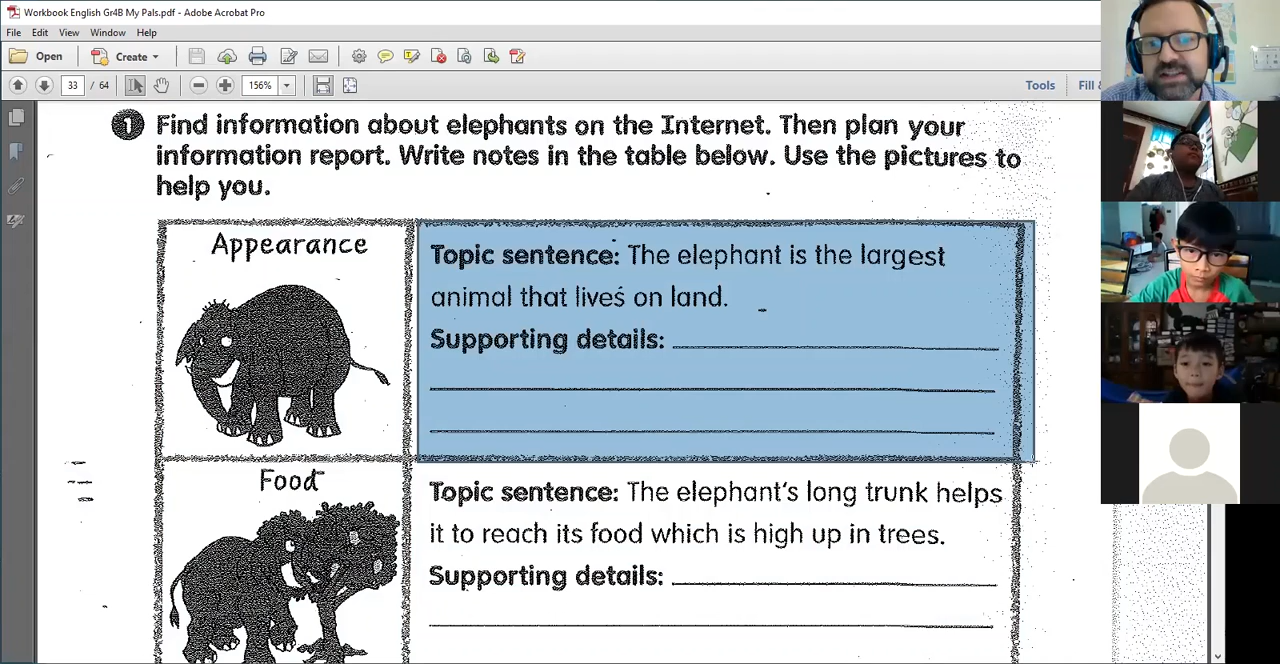 Workbook English Gr4B My Pals.pdf - Adobe Acrobat Pro
File Edit View Window Help
Open Create
33 / 64 156% Tools Fill &
1 Find information about elephants on the Internet. Then plan your
information report. Write notes in the table below. Use the pictures to
help you.
Appearance
Topic sentence: The elephant is the largest
animal that lives on land.
Supporting details:
Food
Topic sentence: The elephant's long trunk helps
it to reach its food which is high up in trees.
Supporting details: